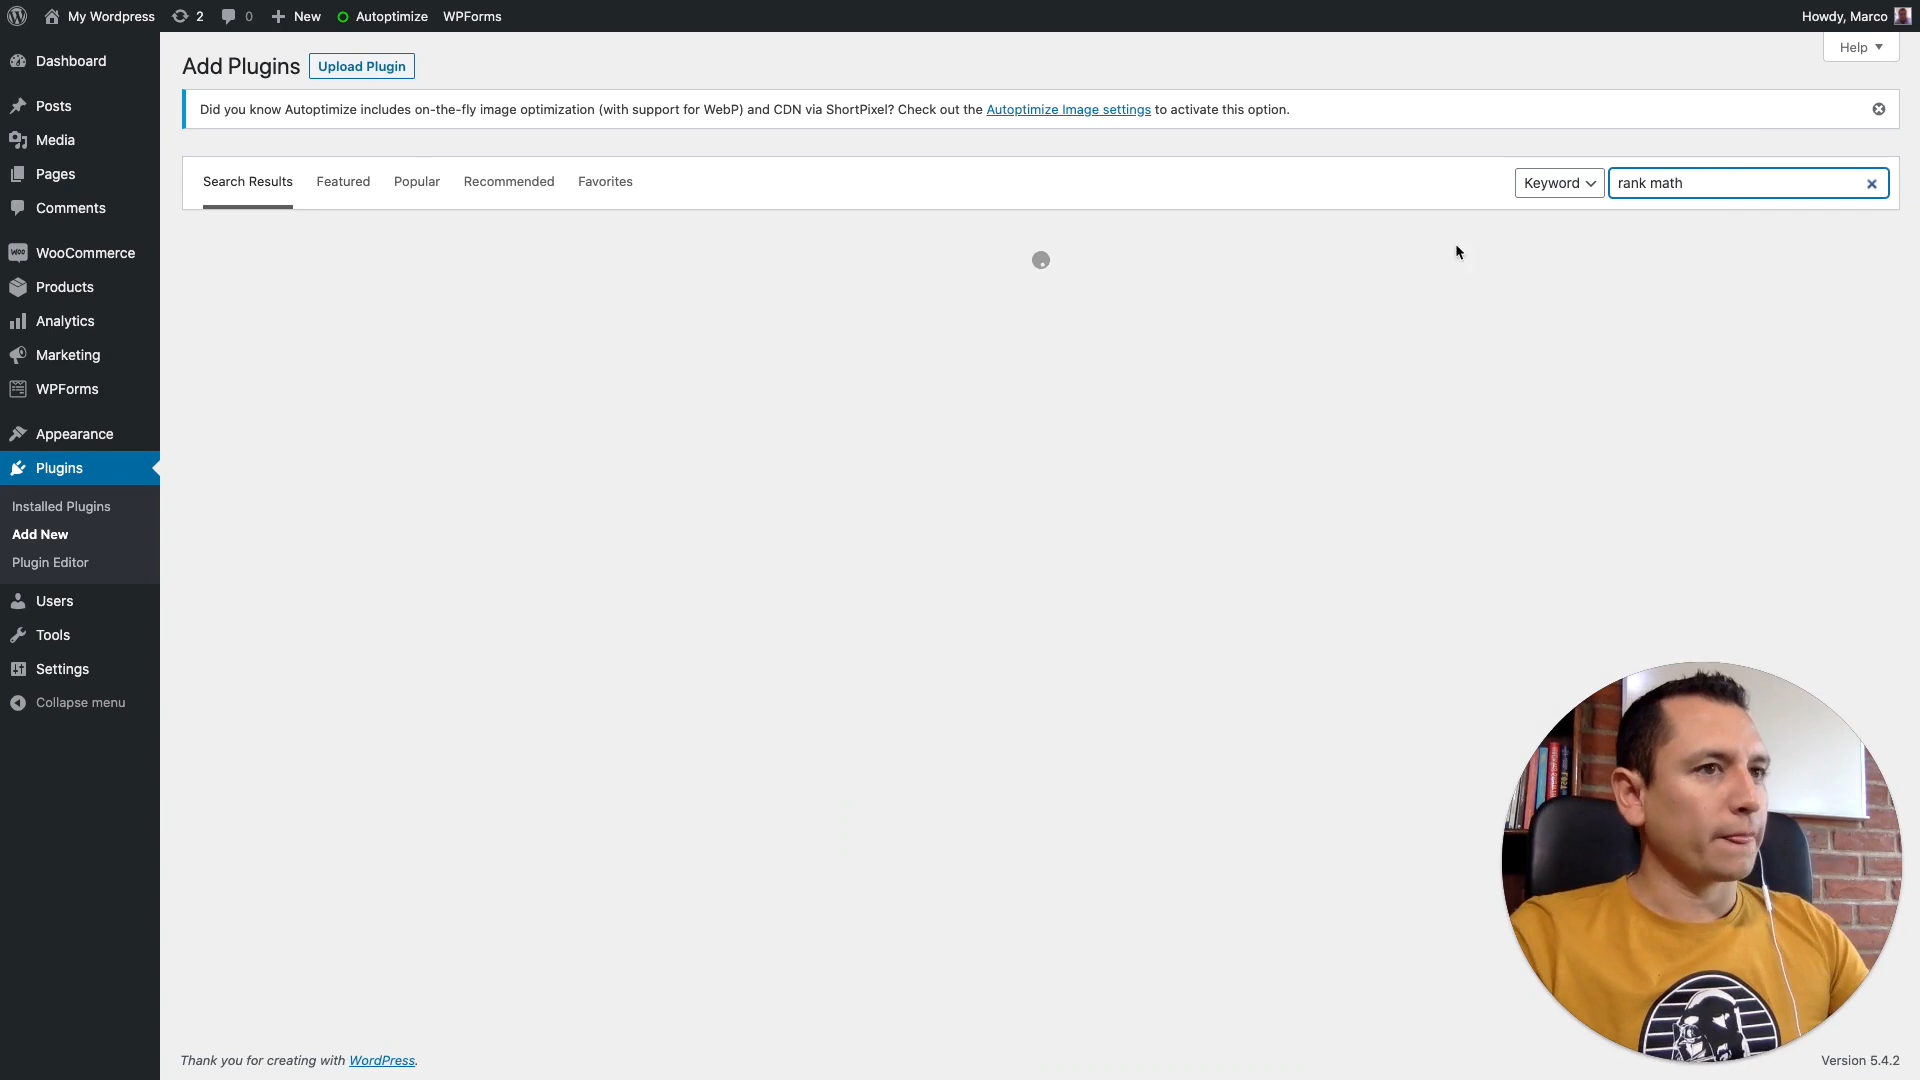 My Wordpress 2 0 New Autoptimize WPForms Howdy, Marco
Help
Dashboard
Posts
Media
Pages
Comments
WooCommerce
Products
Analytics
Marketing
WPForms
Appearance
Plugins
Installed Plugins
Add New
Plugin Editor
Users
Tools
Settings
Collapse menu
Add Plugins Upload Plugin
Did you know Autoptimize includes on-the-fly image optimization (with support for WebP) and CDN via ShortPixel? Check out the Autoptimize Image settings to activate this option.
Search Results Featured Popular Recommended Favorites Keyword rank math
Thank you for creating with WordPress. Version 5.4.2